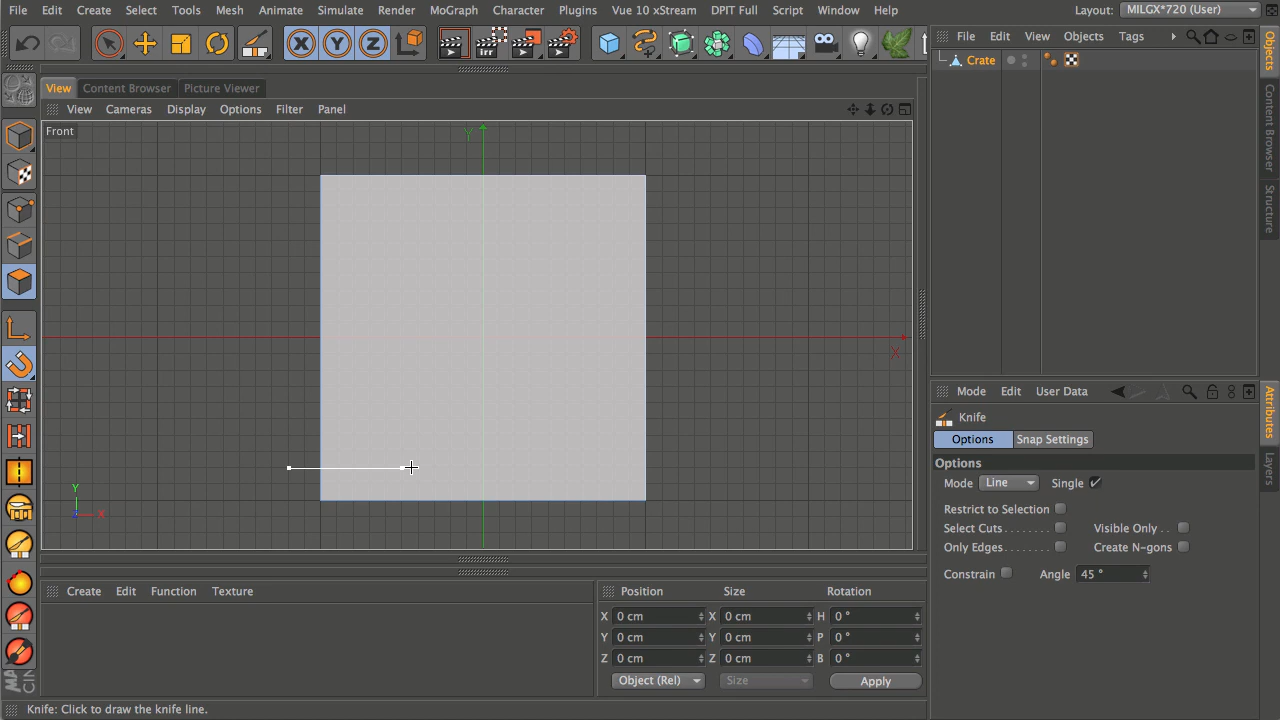 File Edit Create Select Tools Mesh Animate Simulate Render MoGraph Character Plugins Vue 10 xStream DPIT Full Script Window Help Layout: MILGX*720 (User)
X Y Z irr
File Edit View Objects Tags
Crate
View Content Browser Picture Viewer
View Cameras Display Options Filter Panel
Front
Y
X
Y
Z X
Objects
Content Browser
Structure
Mode Edit User Data
Knife
Options Snap Settings
Options
Mode Line Single
Restrict to Selection
Select Cuts Visible Only
Only Edges Create N-gons
Constrain Angle 45 °
Attributes
Layers
Create Edit Function Texture
Position Size Rotation
X 0 cm X 0 cm H 0 °
Y 0 cm Y 0 cm P 0 °
Z 0 cm Z 0 cm B 0 °
Object (Rel) Size Apply
Knife: Click to draw the knife line.